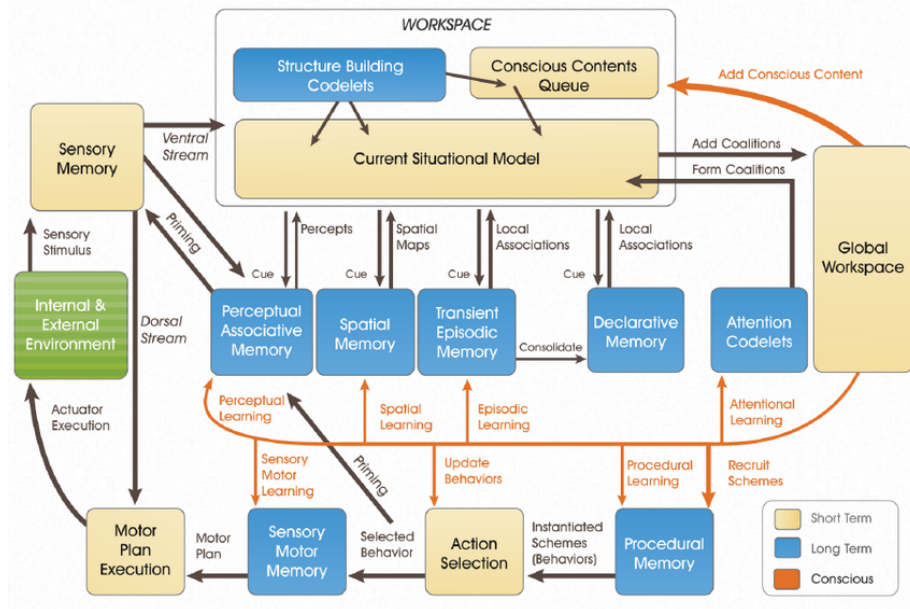 WORKSPACE
Structure Building
Codelets
Conscious Contents
Queue
Add Conscious Content
Sensory
Memory
Ventral
Stream
Current Situational Model
Add Coalitions
Form Coalitions
Global
Workspace
Sensory
Stimulus
Priming
Cue
Percepts
Cue
Spatial
Maps
Cue
Local
Associations
Cue
Local
Associations
Internal &
External
Environment
Dorsal
Stream
Perceptual
Associative
Memory
Spatial
Memory
Transient
Episodic
Memory
Consolidate
Declarative
Memory
Attention
Codelets
Actuator
Execution
Perceptual
Learning
Spatial
Learning
Episodic
Learning
Attentional
Learning
Sensory
Motor
Learning
Priming
Update
Behaviors
Procedural
Learning
Recruit
Schemes
Motor
Plan
Execution
Motor
Plan
Sensory
Motor
Memory
Selected
Behavior
Action
Selection
Instantiated
Schemes
(Behaviors)
Procedural
Memory
Short Term
Long Term
Conscious